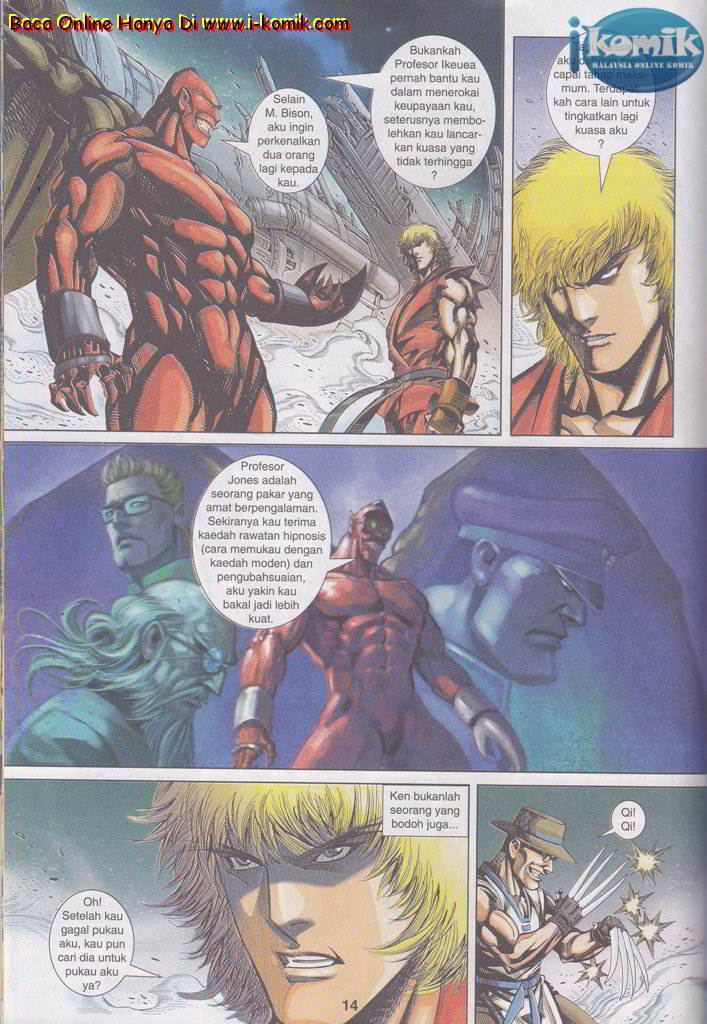 Baca Online Hanya Di www.i-komik.com
ikomik
MALAYSIA ONLINE KOMIK
Selain
M. Bison,
aku ingin
perkenalkan
dua orang
lagi kepada
kau.
Bukankah
Profesor Ikeuea
pernah bantu kau
dalam menerokai
keupayaan kau,
seterusnya membo-
lehkan kau lancar-
kan kuasa yang
tidak terhingga
?
capai tahap maksi-
mum. Terdapat
kah cara lain untuk
tingkatkan lagi
kuasa aku
?
Profesor
Jones adalah
seorang pakar yang
amat berpengalaman.
Sekiranya kau terima
kaedah rawatan hipnosis
(cara memukau dengan
kaedah moden) dan
pengubahsuaian,
aku yakin kau
bakal jadi lebih
kuat.
Ken bukanlah
seorang yang
bodoh juga...
Oh!
Setelah kau
gagal pukau
aku, kau pun
cari dia untuk
pukau aku
ya?
Qi!
Qi!
14